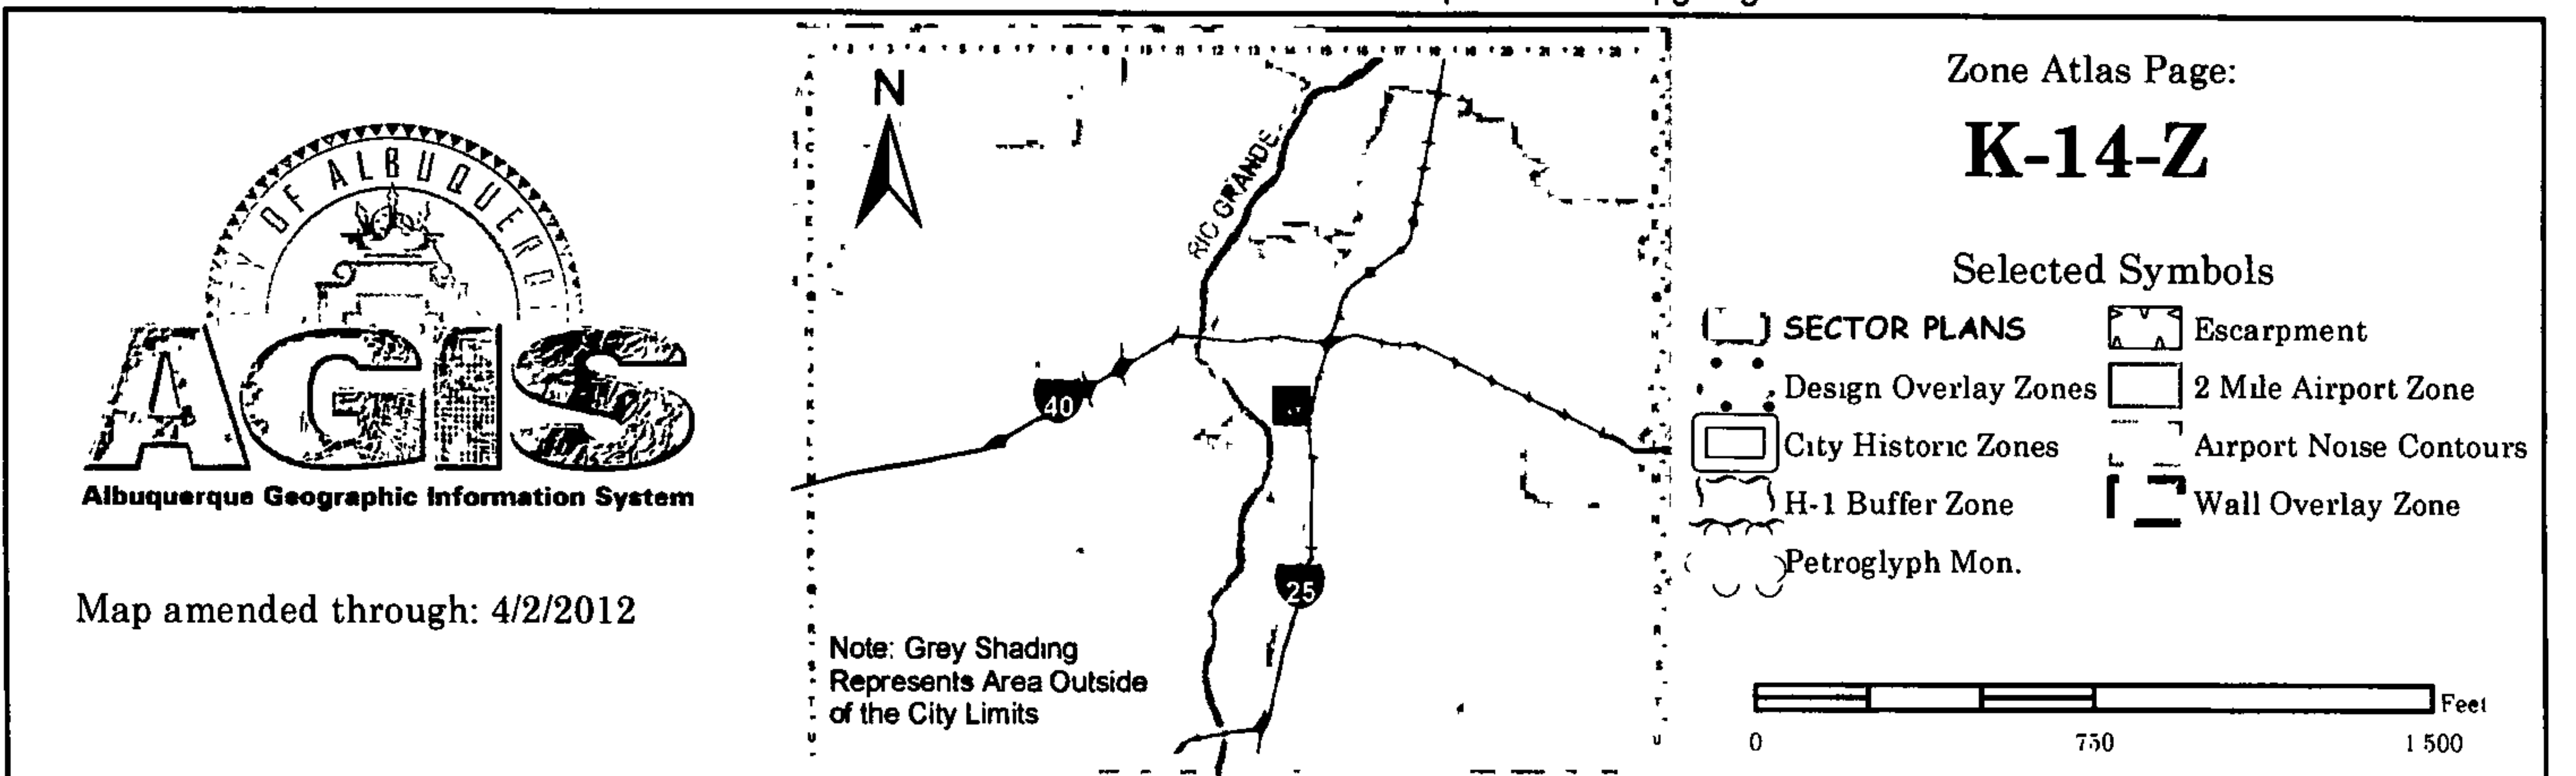 CITY OF ALBUQUERQUE
AGIS
Albuquerque Geographic Information System
Map amended through: 4/2/2012
N
RIO GRANDE
40
25
Note: Grey Shading
Represents Area Outside
of the City Limits
Zone Atlas Page:
K-14-Z
Selected Symbols
SECTOR PLANS
Design Overlay Zones
City Historic Zones
H-1 Buffer Zone
Petroglyph Mon.
Escarpment
2 Mile Airport Zone
Airport Noise Contours
Wall Overlay Zone
Feet
0 750 1 500